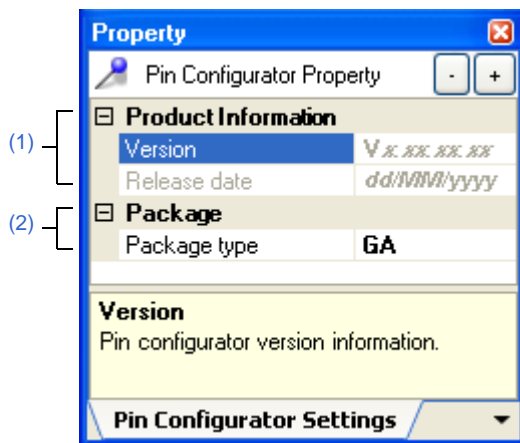 Property
Pin Configurator Property - +
(1)
Product Information
Version Vx.xx.xx.xx
Release date dd/MM/yyyy
(2)
Package
Package type GA
Version
Pin configurator version information.
Pin Configurator Settings